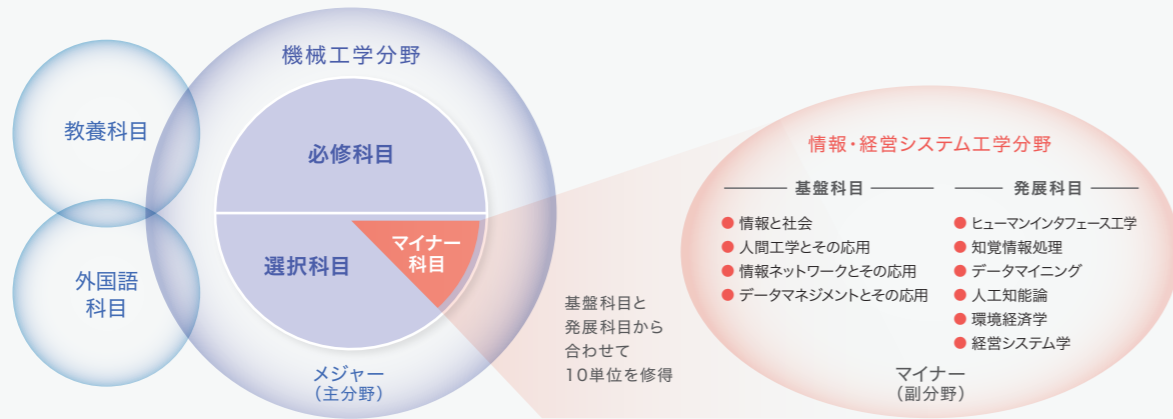 教養科目
外国語
科目
機械工学分野
必修科目
選択科目
マイナー
科目
メジャー
(主分野)
基盤科目と
発展科目から
合わせて
10単位を修得
情報・経営システム工学分野
基盤科目
● 情報と社会
● 人間工学とその応用
● 情報ネットワークとその応用
● データマネジメントとその応用
発展科目
● ヒューマンインタフェース工学
● 知覚情報処理
● データマイニング
● 人工知能論
● 環境経済学
● 経営システム学
マイナー
(副分野)